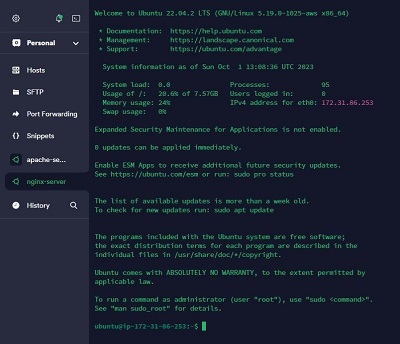 Personal
Hosts
SFTP
Port Forwarding
Snippets
apache-se...
nginx-server
History
Welcome to Ubuntu 22.04.2 LTS (GNU/Linux 5.19.0-1025-aws x86_64)
* Documentation: https://help.ubuntu.com
* Management: https://landscape.canonical.com
* Support: https://ubuntu.com/advantage
System information as of Sun Oct 1 13:08:36 UTC 2023
System load: 0.0 Processes: 95
Usage of /: 20.6% of 7.57GB Users logged in: 0
Memory usage: 24% IPv4 address for eth0: 172.31.86.253
Swap usage: 0%
Expanded Security Maintenance for Applications is not enabled.
0 updates can be applied immediately.
Enable ESM Apps to receive additional future security updates.
See https://ubuntu.com/esm or run: sudo pro status
The list of available updates is more than a week old.
To check for new updates run: sudo apt update
The programs included with the Ubuntu system are free software;
the exact distribution terms for each program are described in the
individual files in /usr/share/doc/*/copyright.
Ubuntu comes with ABSOLUTELY NO WARRANTY, to the extent permitted by
applicable law.
To run a command as administrator (user "root"), use "sudo <command>".
See "man sudo_root" for details.
ubuntu@ip-172-31-86-253:~$